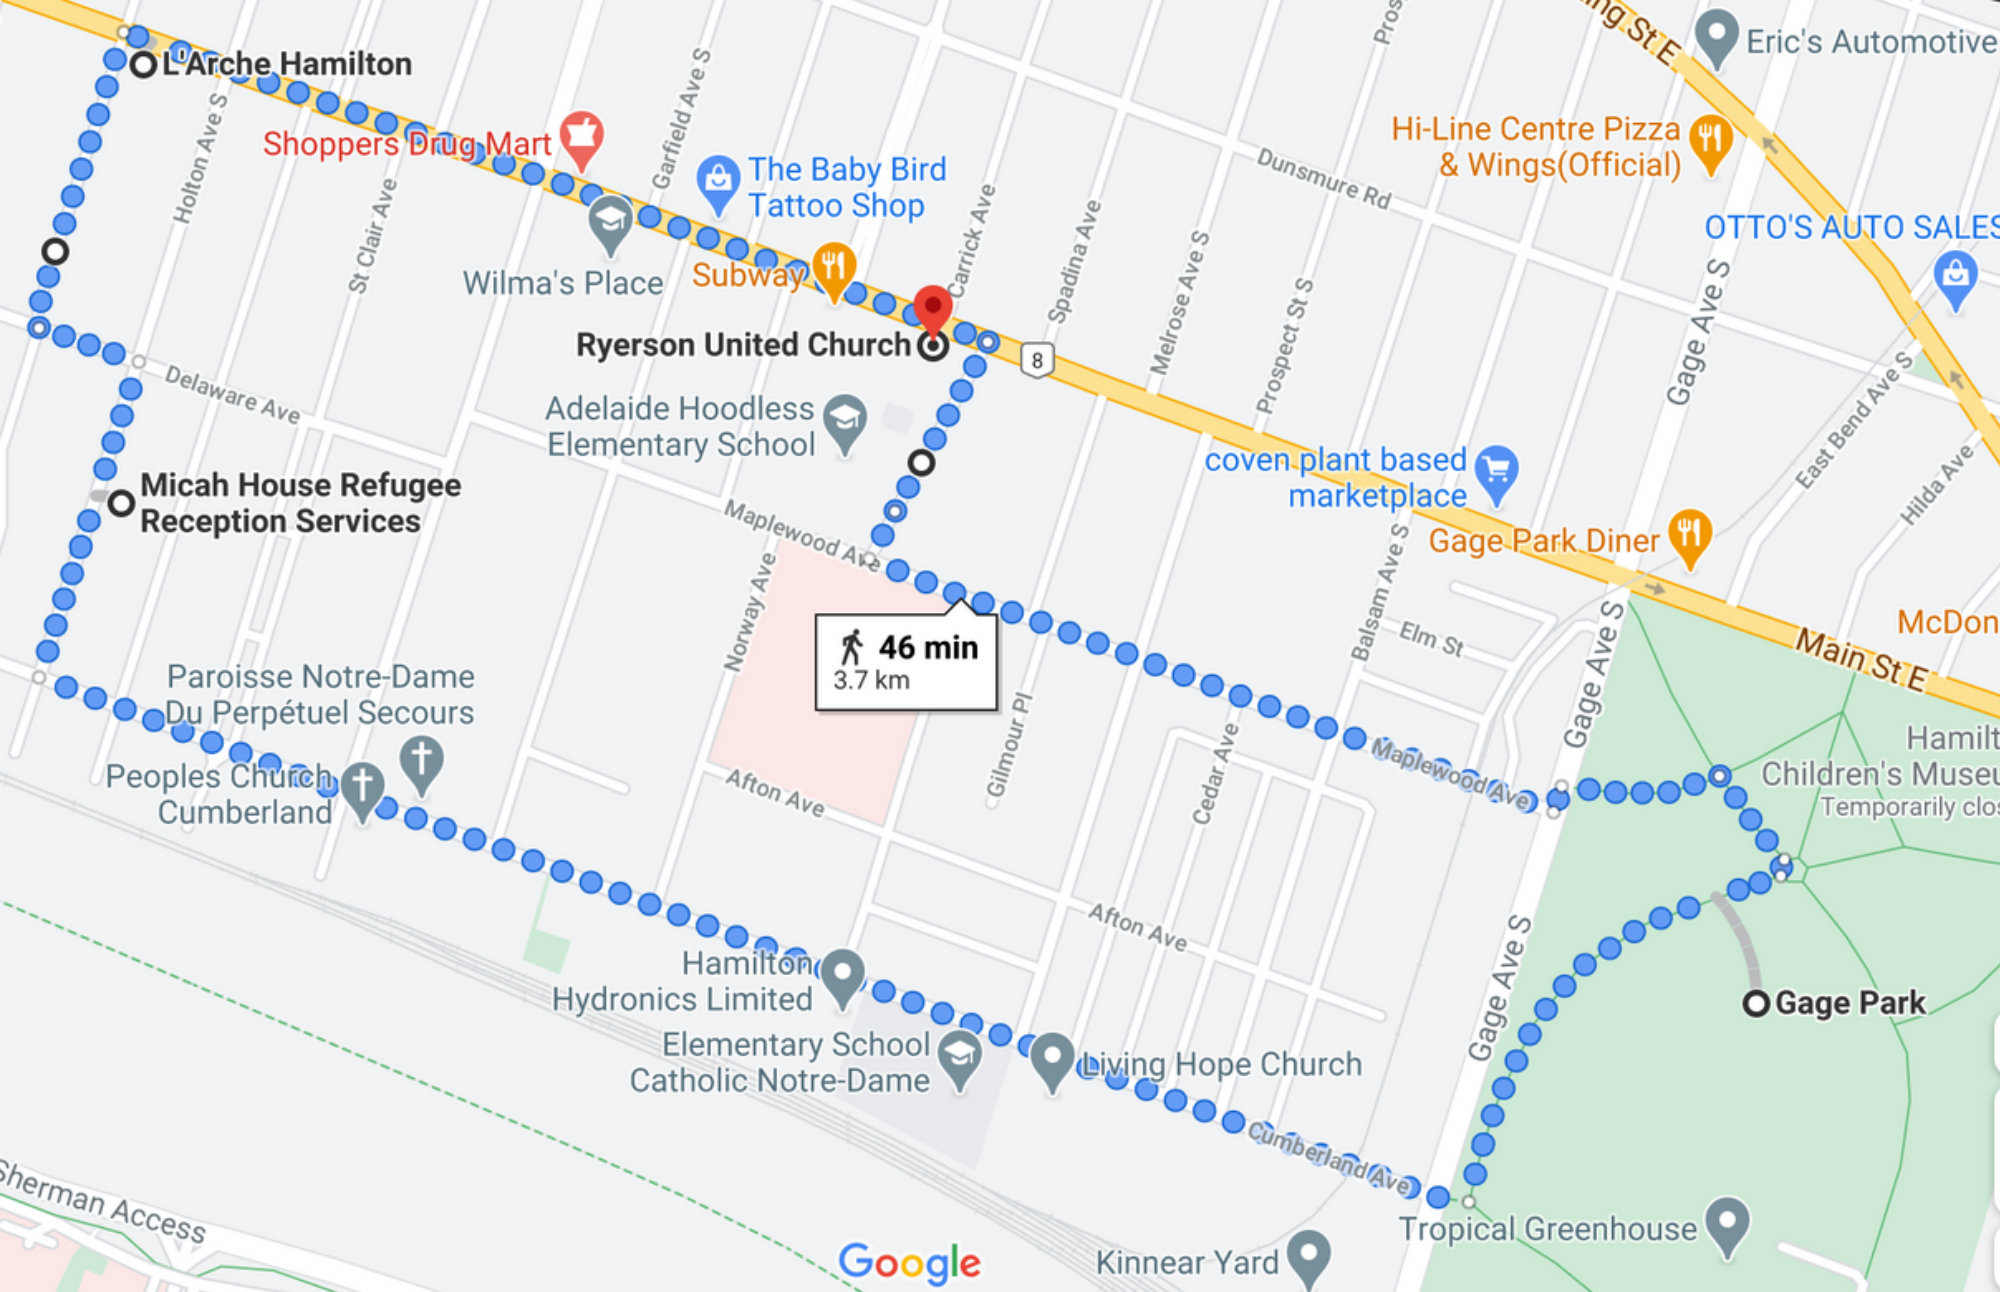 ing St E
Eric's Automotive
L'Arche Hamilton
Pros
Holton Ave S
Garfield Ave S
Shoppers Drug Mart
Hi-Line Centre Pizza
& Wings(Official)
The Baby Bird
Tattoo Shop
Dunsmure Rd
St Clair Ave
Carrick Ave
Spadina Ave
OTTO'S AUTO SALES
Wilma's Place
Subway
Melrose Ave S
Prospect St S
Gage Ave S
Ryerson United Church
8
Delaware Ave
East Bend Ave S
Adelaide Hoodless
Elementary School
coven plant based
marketplace
Hilda Ave
Micah House Refugee
Reception Services
Maplewood Ave
Gage Park Diner
Norway Ave
Balsam Ave S
Elm St
McDon
46 min
3.7 km
Gage Ave S
Main St E
Paroisse Notre-Dame
Du Perpétuel Secours
Gilmour Pl
Cedar Ave
Maplewood Ave
Hamilt
Children's Museu
Temporarily clos
Peoples Church
Cumberland
Afton Ave
Afton Ave
Hamilton
Hydronics Limited
Gage Ave S
Gage Park
Elementary School
Catholic Notre-Dame
Living Hope Church
Cumberland Ave
Sherman Access
Tropical Greenhouse
Google
Kinnear Yard